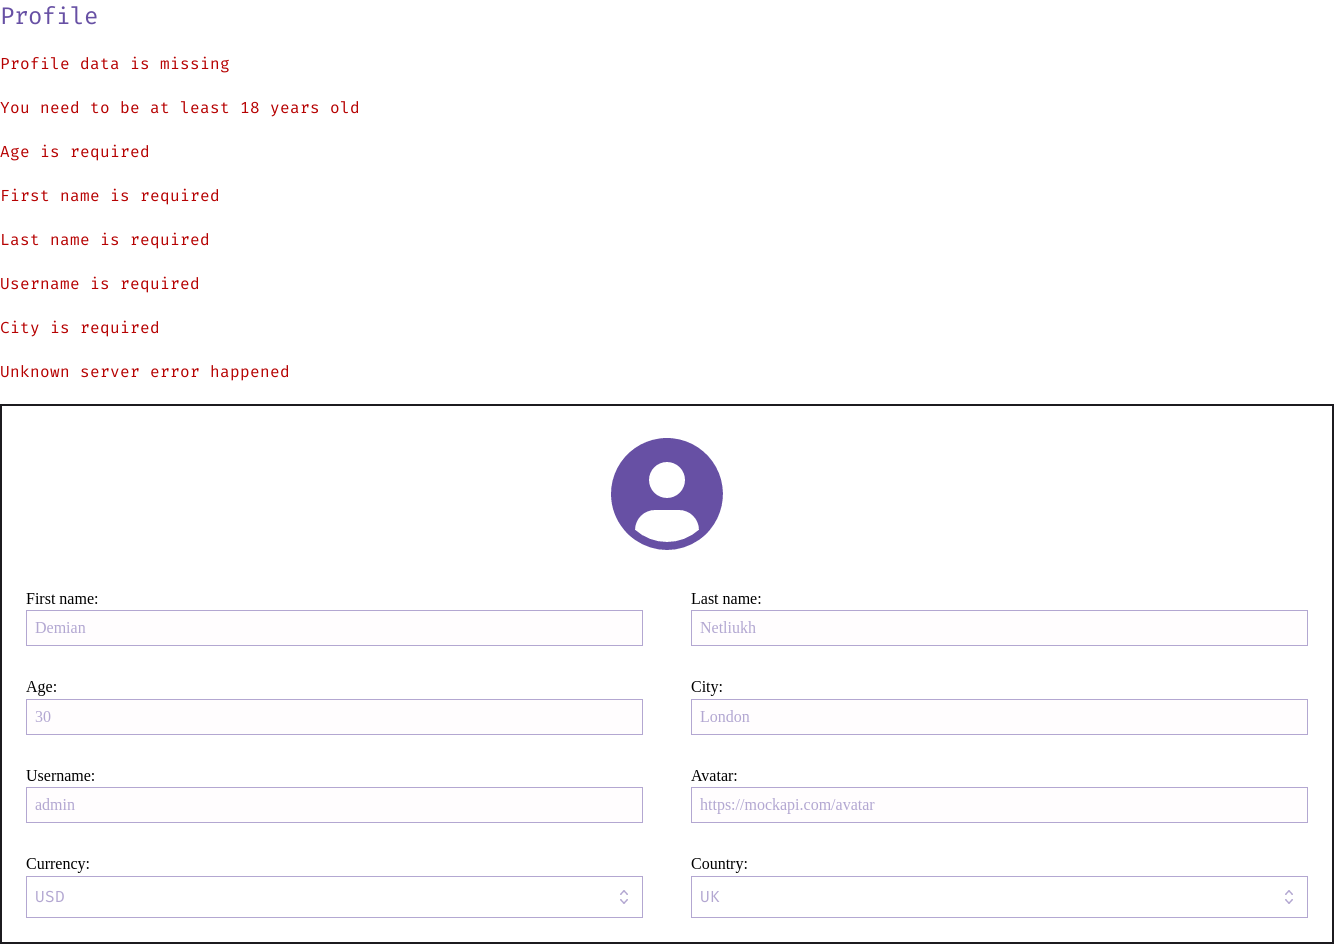 Profile
Profile data is missing
You need to be at least 18 years old
Age is required
First name is required
Last name is required
Username is required
City is required
Unknown server error happened
First name:
Last name:
Demian
Netliukh
Age:
City:
30
London
Username:
Avatar:
admin
https://mockapi.com/avatar
Currency:
Country:
USD
UK